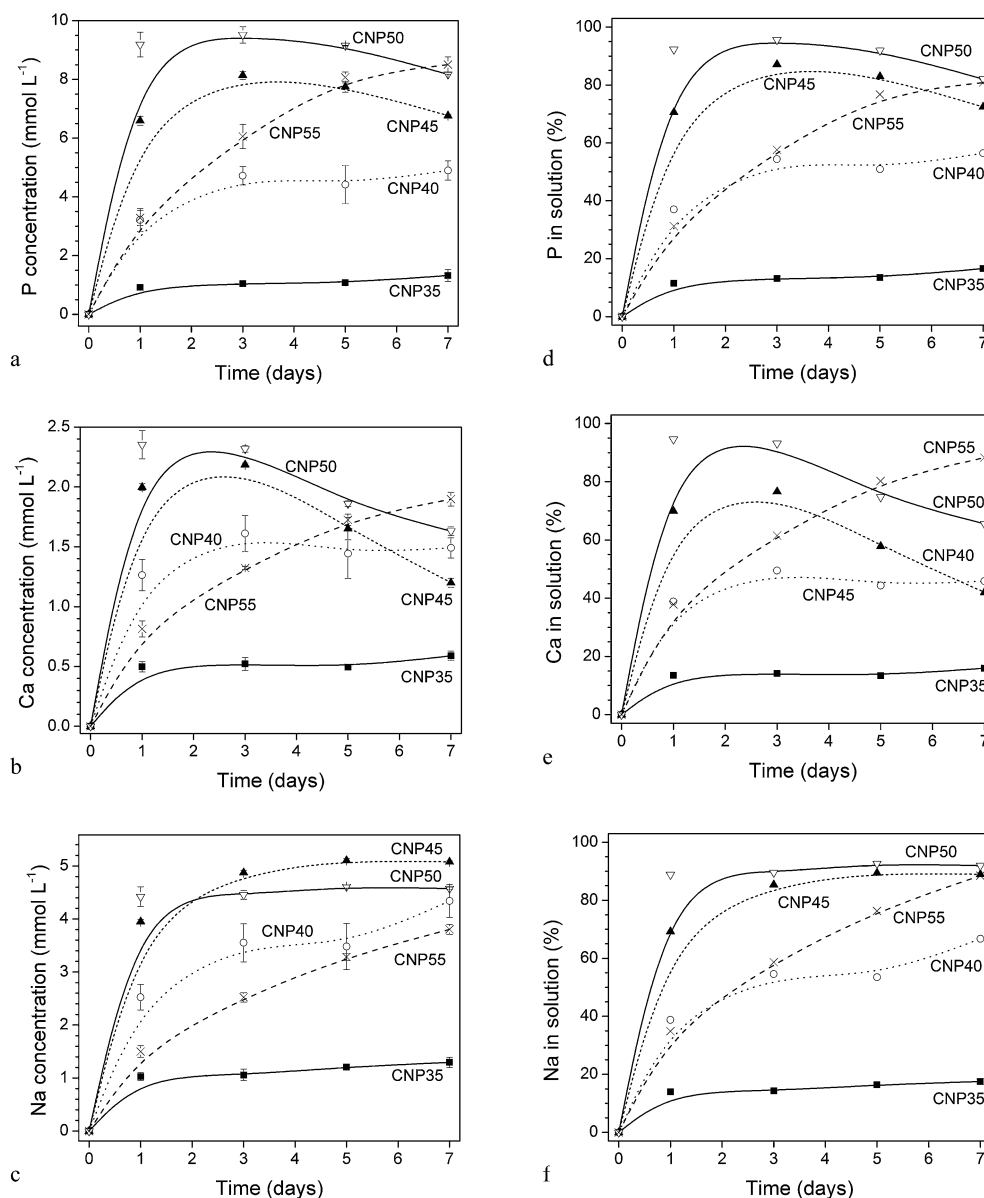 10
8
6
4
2
0
P concentration (mmol L⁻¹)
CNP50
CNP45
CNP55
CNP40
CNP35
0 1 2 3 4 5 6 7
Time (days)
a
100
80
60
40
20
0
P in solution (%)
CNP50
CNP45
CNP55
CNP40
CNP35
0 1 2 3 4 5 6 7
Time (days)
d
2.5
2.0
1.5
1.0
0.5
0.0
Ca concentration (mmol L⁻¹)
CNP50
CNP40
CNP55
CNP45
CNP35
0 1 2 3 4 5 6 7
Time (days)
b
100
80
60
40
20
0
Ca in solution (%)
CNP55
CNP50
CNP40
CNP45
CNP35
0 1 2 3 4 5 6 7
Time (days)
e
5
4
3
2
1
0
Na concentration (mmol L⁻¹)
CNP45
CNP50
CNP40
CNP55
CNP35
0 1 2 3 4 5 6 7
Time (days)
c
100
80
60
40
20
0
Na in solution (%)
CNP50
CNP45
CNP55
CNP40
CNP35
0 1 2 3 4 5 6 7
Time (days)
f